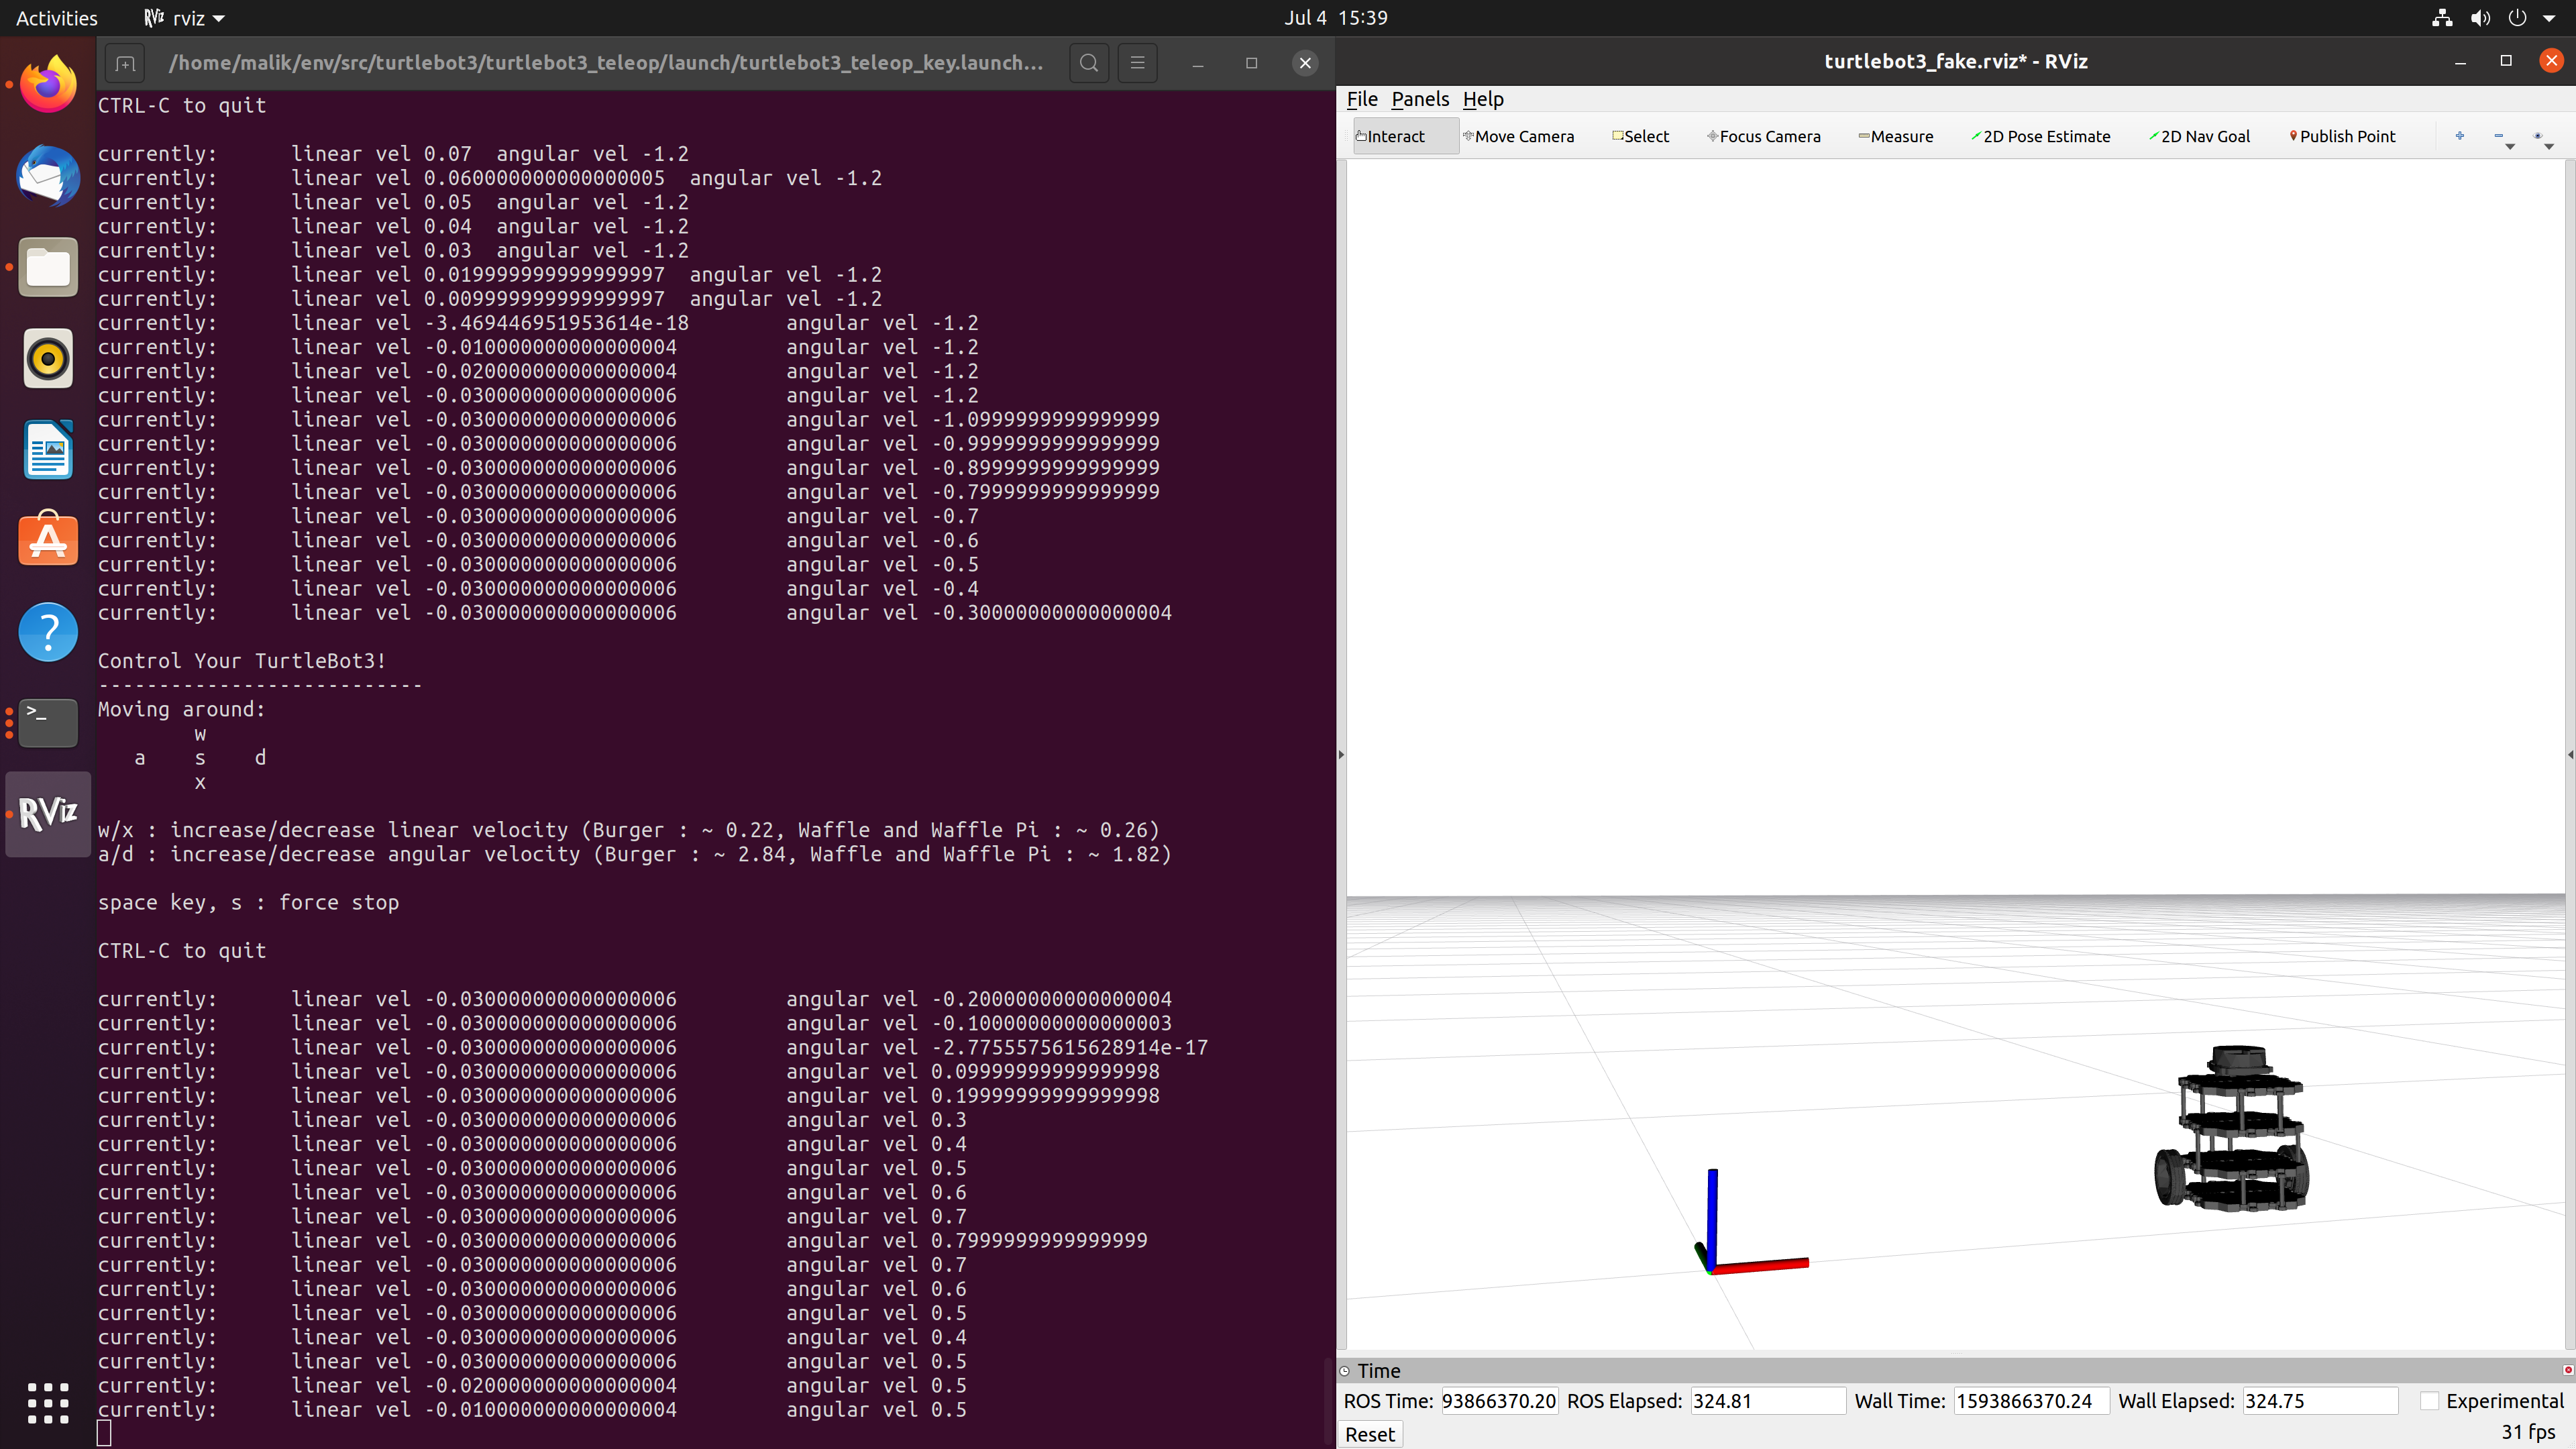 Activities
RViz rviz
Jul 4 15:39
/home/malik/env/src/turtlebot3/turtlebot3_teleop/launch/turtlebot3_teleop_key.launch...
CTRL-C to quit
currently: linear vel 0.07 angular vel -1.2
currently: linear vel 0.060000000000000005 angular vel -1.2
currently: linear vel 0.05 angular vel -1.2
currently: linear vel 0.04 angular vel -1.2
currently: linear vel 0.03 angular vel -1.2
currently: linear vel 0.019999999999999997 angular vel -1.2
currently: linear vel 0.009999999999999997 angular vel -1.2
currently: linear vel -3.469446951953614e-18 angular vel -1.2
currently: linear vel -0.010000000000000004 angular vel -1.2
currently: linear vel -0.020000000000000004 angular vel -1.2
currently: linear vel -0.030000000000000006 angular vel -1.2
currently: linear vel -0.030000000000000006 angular vel -1.0999999999999999
currently: linear vel -0.030000000000000006 angular vel -0.9999999999999999
currently: linear vel -0.030000000000000006 angular vel -0.8999999999999999
currently: linear vel -0.030000000000000006 angular vel -0.7999999999999999
currently: linear vel -0.030000000000000006 angular vel -0.7
currently: linear vel -0.030000000000000006 angular vel -0.6
currently: linear vel -0.030000000000000006 angular vel -0.5
currently: linear vel -0.030000000000000006 angular vel -0.4
currently: linear vel -0.030000000000000006 angular vel -0.30000000000000004
Control Your TurtleBot3!
---------------------------
Moving around:
w
a s d
x
w/x : increase/decrease linear velocity (Burger : ~ 0.22, Waffle and Waffle Pi : ~ 0.26)
a/d : increase/decrease angular velocity (Burger : ~ 2.84, Waffle and Waffle Pi : ~ 1.82)
space key, s : force stop
CTRL-C to quit
currently: linear vel -0.030000000000000006 angular vel -0.20000000000000004
currently: linear vel -0.030000000000000006 angular vel -0.10000000000000003
currently: linear vel -0.030000000000000006 angular vel -2.7755575615628914e-17
currently: linear vel -0.030000000000000006 angular vel 0.09999999999999998
currently: linear vel -0.030000000000000006 angular vel 0.19999999999999998
currently: linear vel -0.030000000000000006 angular vel 0.3
currently: linear vel -0.030000000000000006 angular vel 0.4
currently: linear vel -0.030000000000000006 angular vel 0.5
currently: linear vel -0.030000000000000006 angular vel 0.6
currently: linear vel -0.030000000000000006 angular vel 0.7
currently: linear vel -0.030000000000000006 angular vel 0.7999999999999999
currently: linear vel -0.030000000000000006 angular vel 0.7
currently: linear vel -0.030000000000000006 angular vel 0.6
currently: linear vel -0.030000000000000006 angular vel 0.5
currently: linear vel -0.030000000000000006 angular vel 0.4
currently: linear vel -0.030000000000000006 angular vel 0.5
currently: linear vel -0.020000000000000004 angular vel 0.5
currently: linear vel -0.010000000000000004 angular vel 0.5
RViz
turtlebot3_fake.rviz* - RViz
File Panels Help
Interact Move Camera Select Focus Camera Measure 2D Pose Estimate 2D Nav Goal Publish Point
Time
ROS Time: 93866370.20 ROS Elapsed: 324.81 Wall Time: 1593866370.24 Wall Elapsed: 324.75 Experimental
Reset
31 fps